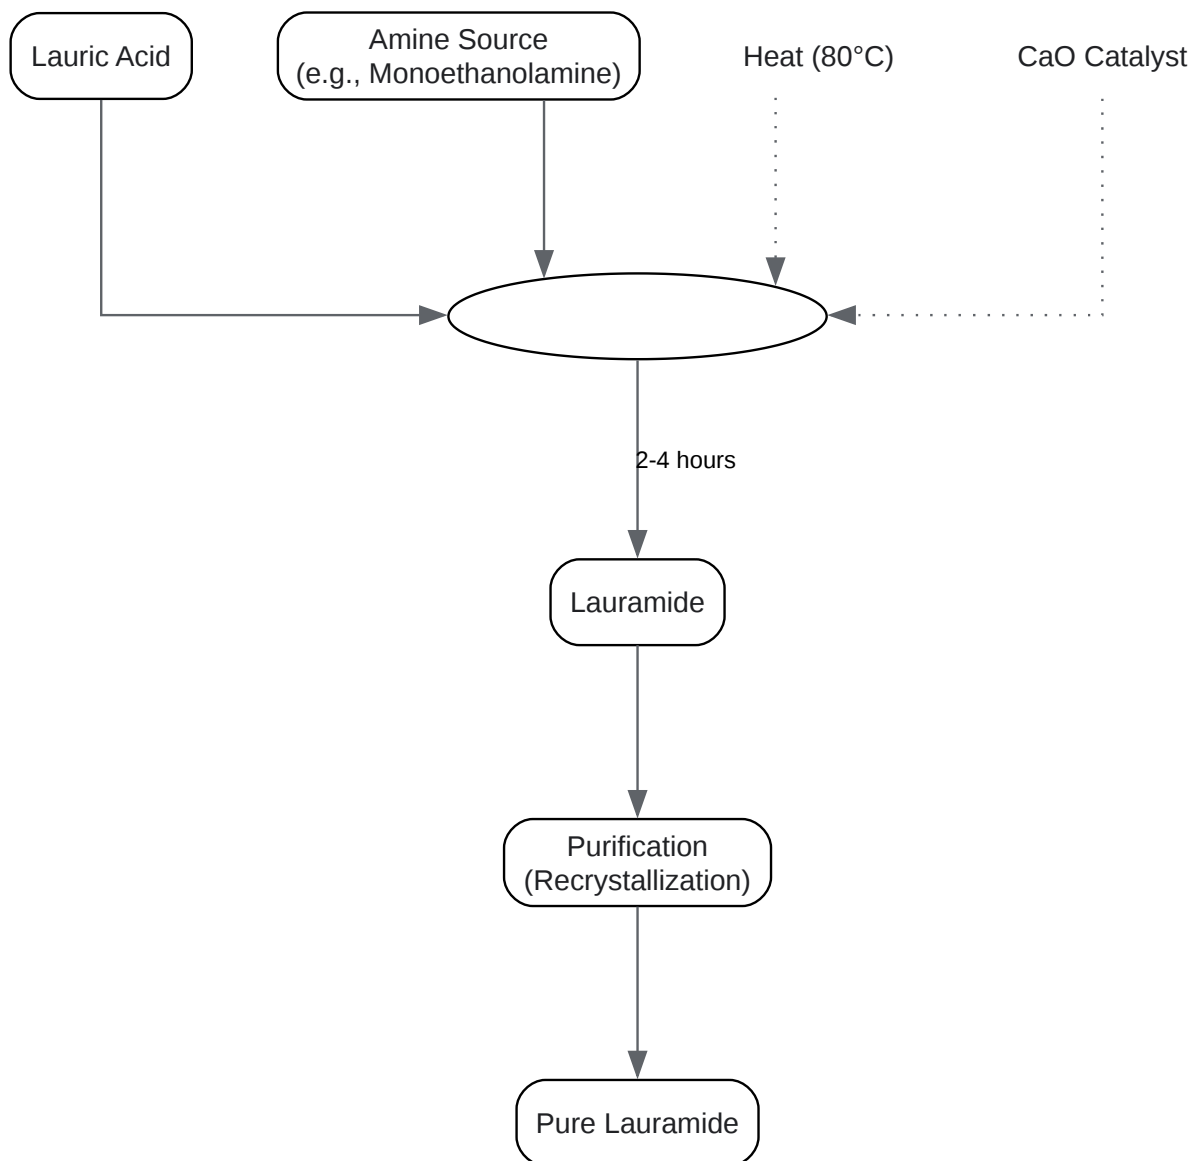 Lauric Acid
Amine Source
(e.g., Monoethanolamine)
Heat (80°C)
CaO Catalyst
2-4 hours
Lauramide
Purification
(Recrystallization)
Pure Lauramide